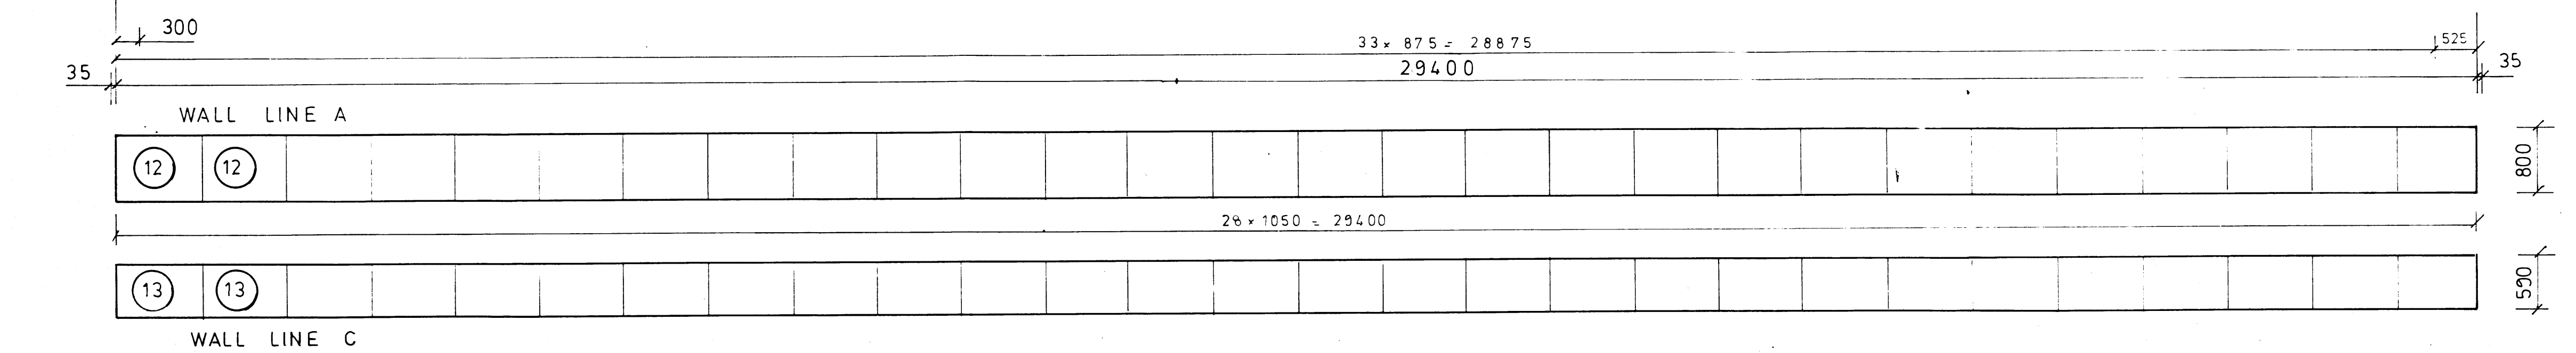 300
33 x 875 = 28875
525
35
29400
35
WALL LINE A
12 12
800
28 x 1050 = 29400
13 13
590
WALL LINE C